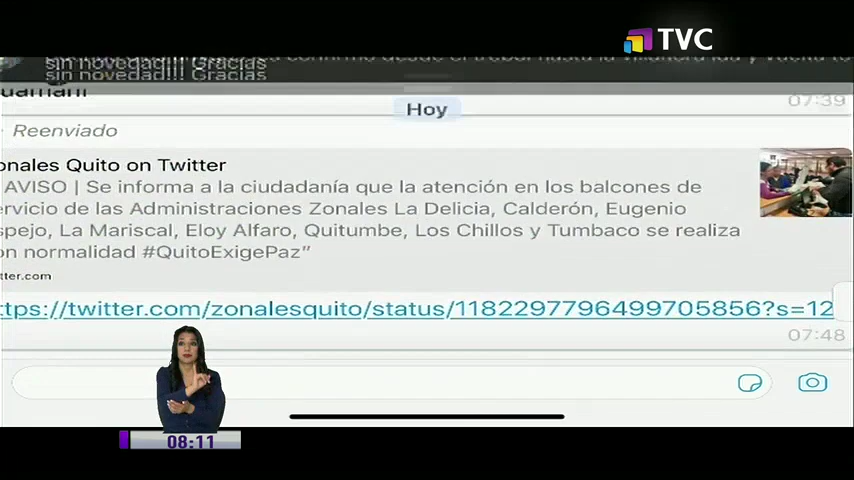 TVC
sin novedad!!! Gracias
sin novedad!!! Gracias
07:39
Hoy
Reenviado
onales Quito on Twitter
AVISO | Se informa a la ciudadanía que la atención en los balcones de
ervicio de las Administraciones Zonales La Delicia, Calderón, Eugenio
spejo, La Mariscal, Eloy Alfaro, Quitumbe, Los Chillos y Tumbaco se realiza
on normalidad #QuitoExigePaz”
tter.com
ttps://twitter.com/zonalesquito/status/1182297796499705856?s=12
07:48
08:11